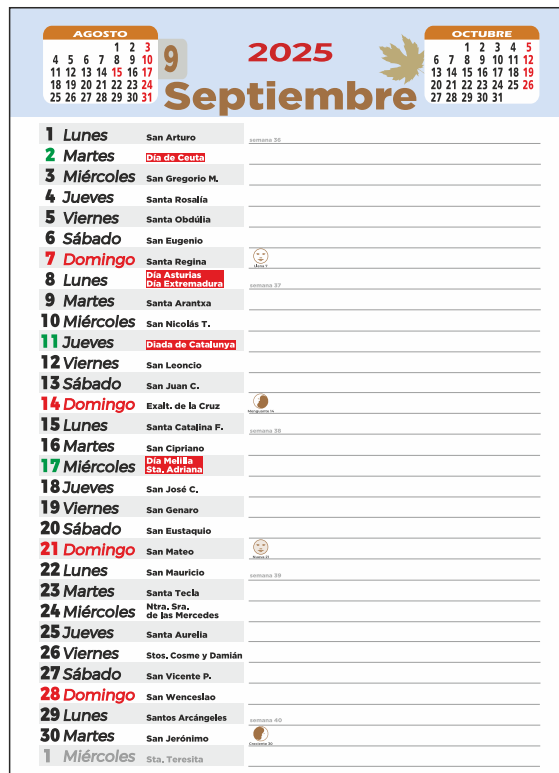 AGOSTO
1 2 3
4 5 6 7 8 9 10
11 12 13 14 15 16 17
18 19 20 21 22 23 24
25 26 27 28 29 30 31
9
2025
Septiembre
OCTUBRE
1 2 3 4 5
6 7 8 9 10 11 12
13 14 15 16 17 18 19
20 21 22 23 24 25 26
27 28 29 30 31
1 Lunes San Arturo semana 36
2 Martes Día de Ceuta
3 Miércoles San Gregorio M.
4 Jueves Santa Rosalía
5 Viernes Santa Obdúlia
6 Sábado San Eugenio
7 Domingo Santa Regina Llena 7
8 Lunes Día Asturias
Día Extremadura semana 37
9 Martes Santa Arantxa
10 Miércoles San Nicolás T.
11 Jueves Diada de Catalunya
12 Viernes San Leoncio
13 Sábado San Juan C.
14 Domingo Exalt. de la Cruz Menguante 14
15 Lunes Santa Catalina F. semana 38
16 Martes San Cipriano
17 Miércoles Día Melilla
Sta. Adriana
18 Jueves San José C.
19 Viernes San Genaro
20 Sábado San Eustaquio
21 Domingo San Mateo Nueva 21
22 Lunes San Mauricio semana 39
23 Martes Santa Tecla
24 Miércoles Ntra. Sra.
de las Mercedes
25 Jueves Santa Aurelia
26 Viernes Stos. Cosme y Damián
27 Sábado San Vicente P.
28 Domingo San Wenceslao
29 Lunes Santos Arcángeles semana 40
30 Martes San Jerónimo Creciente 30
1 Miércoles Sta. Teresita